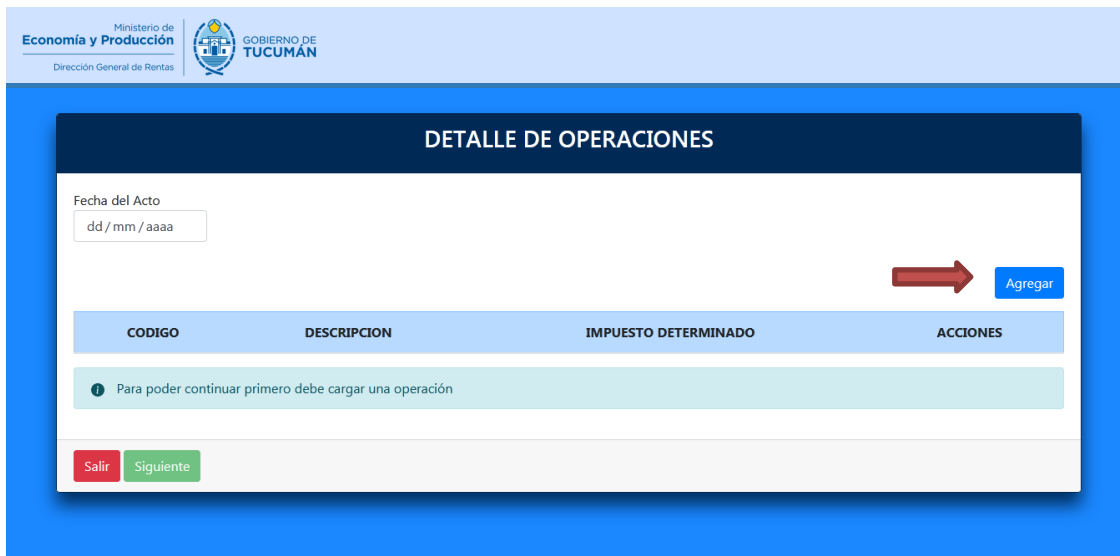 Ministerio de
Economía y Producción
Dirección General de Rentas
GOBIERNO DE
TUCUMÁN
DETALLE DE OPERACIONES
Fecha del Acto
dd / mm / aaaa
Agregar
CODIGO DESCRIPCION IMPUESTO DETERMINADO ACCIONES
Para poder continuar primero debe cargar una operación
Salir Siguiente